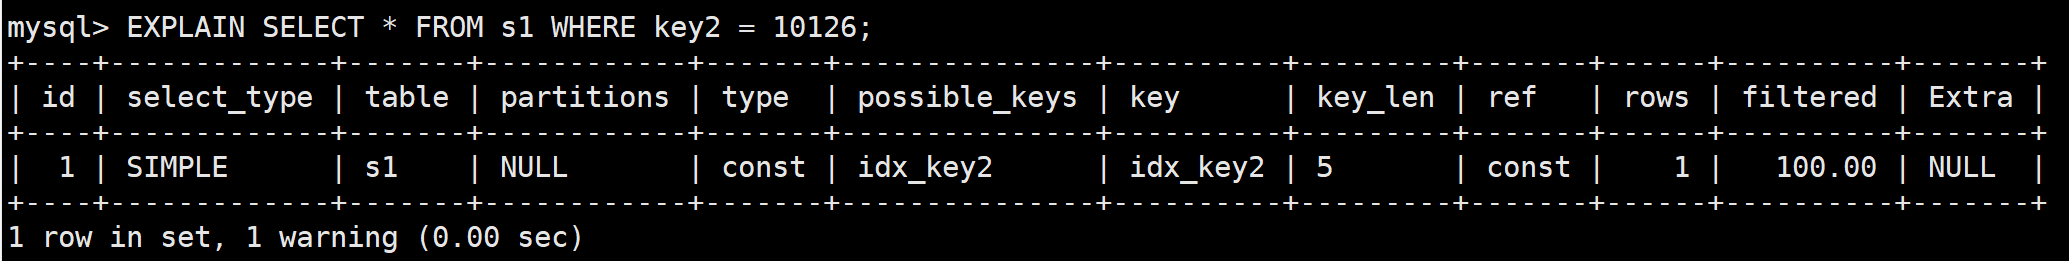 mysql> EXPLAIN SELECT * FROM s1 WHERE key2 = 10126;
+----+-------------+-------+------------+-------+---------------+----------+---------+-------+------+----------+-------+
| id | select_type | table | partitions | type  | possible_keys | key      | key_len | ref   | rows | filtered | Extra |
+----+-------------+-------+------------+-------+---------------+----------+---------+-------+------+----------+-------+
|  1 | SIMPLE      | s1    | NULL       | const | idx_key2      | idx_key2 | 5       | const |    1 |   100.00 | NULL  |
+----+-------------+-------+------------+-------+---------------+----------+---------+-------+------+----------+-------+
1 row in set, 1 warning (0.00 sec)